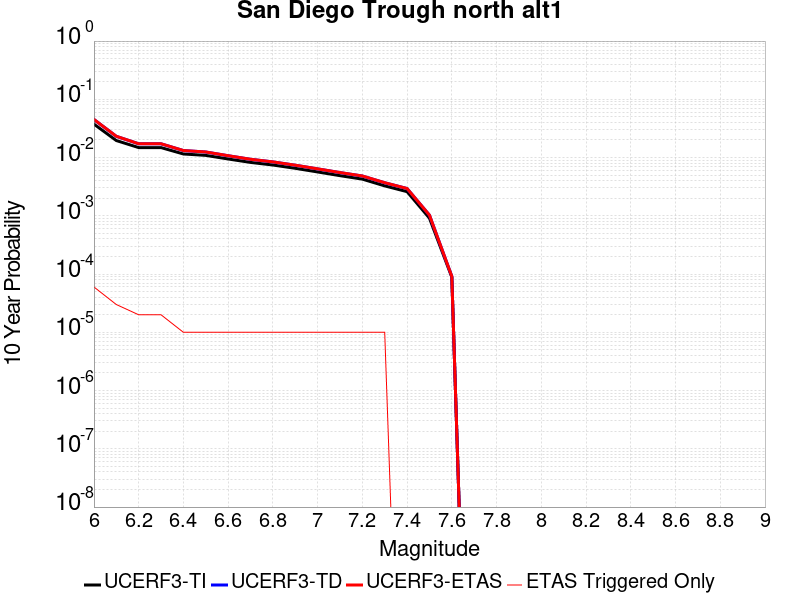 San Diego Trough north alt1
10 0
10 -1
10 -2
10 -3
10 -4
10 -5
10 -6
10 -7
10 -8
10 Year Probability
6 6.2 6.4 6.6 6.8 7 7.2 7.4 7.6 7.8 8 8.2 8.4 8.6 8.8 9
Magnitude
UCERF3-TI UCERF3-TD UCERF3-ETAS ETAS Triggered Only